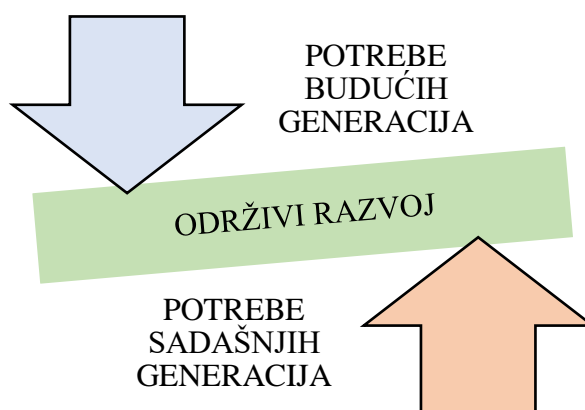 POTREBE
BUDUĆIH
GENERACIJA
ODRŽIVI RAZVOJ
POTREBE
SADAŠNJIH
GENERACIJA